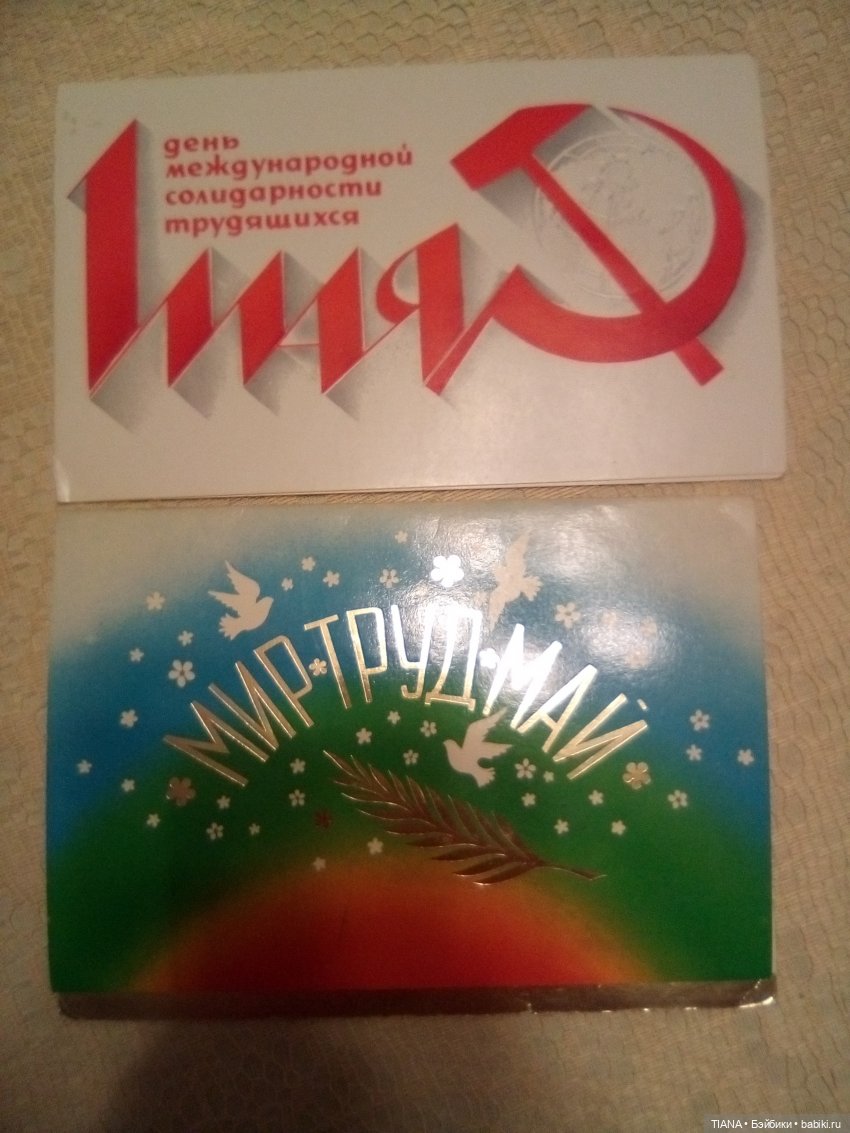 день
международной
солидарности
трудящихся
1 мая
МИР•ТРУД•МАЙ
TIANA • Бэйбики • babiki.ru